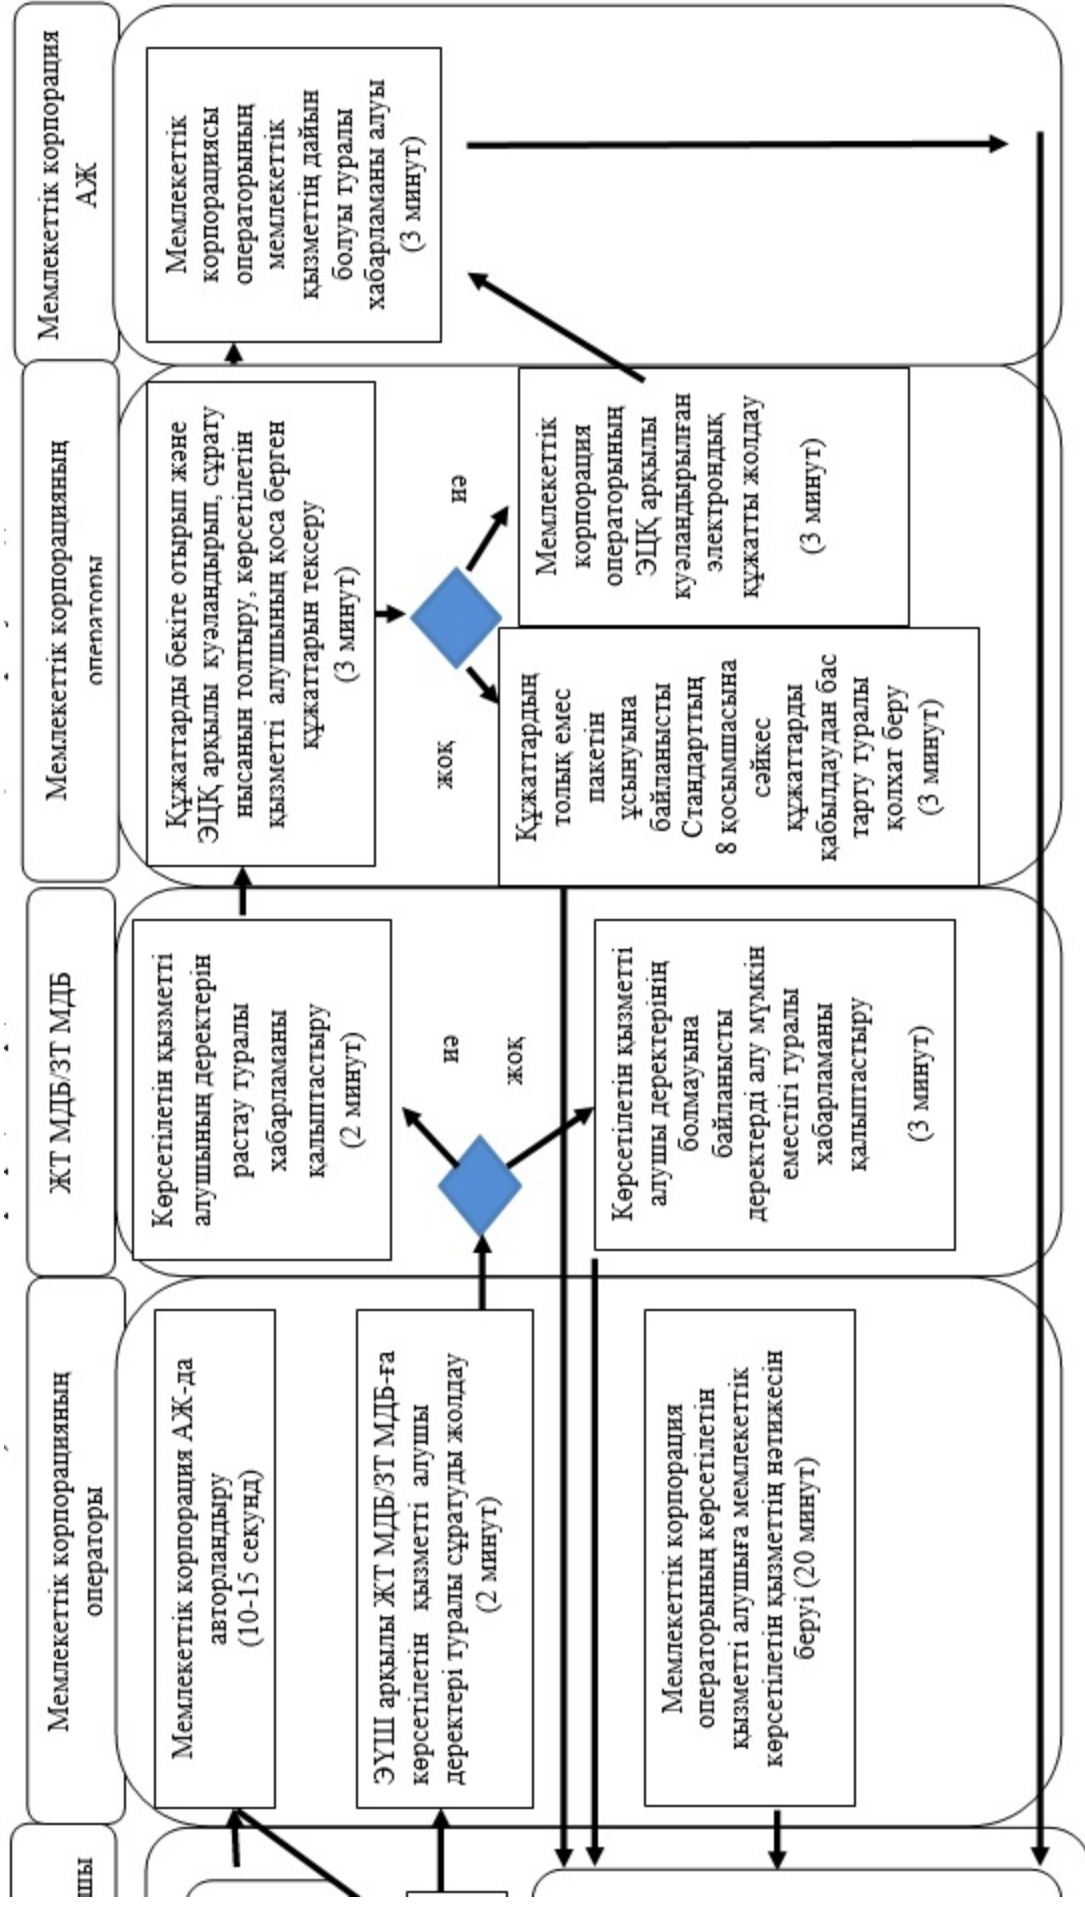 шы
Мемлекеттік корпорацияның
операторы
Мемлекеттік корпорация АЖ-да
авторландыру
(10-15 секунд)
ЭҮШ арқылы ЖТ МДБ/ЗТ МДБ-ға
көрсетілетін қызметті алушы
деректері туралы сұратуды жолдау
(2 минут)
Мемлекеттік корпорация
операторының көрсетілетін
қызметті алушыға мемлекеттік
көрсетілетін қызметтің нәтижесін
беруі (20 минут)
ЖТ МДБ/ЗТ МДБ
Көрсетілетін қызметті
алушының деректерін
растау туралы
хабарламаны
қалыптастыру
(2 минут)
иә
жоқ
Көрсетілетін қызметті
алушы деректерінің
болмауына
байланысты
деректерді алу мүмкін
еместігі туралы
хабарламаны
қалыптастыру
(3 минут)
Мемлекеттік корпорацияның
операторы
Құжаттарды бекіте отырып және
ЭЦҚ арқылы куәландырып, сұрату
нысанын толтыру, көрсетілетін
қызметті алушының қоса берген
құжаттарын тексеру
(3 минут)
жоқ
иә
Құжаттардың
толық емес
пакетін
ұсынуына
байланысты
Стандарттың
8 қосымшасына
сәйкес
құжаттарды
қабылдаудан бас
тарту туралы
қолхат беру
(3 минут)
Мемлекеттік
корпорация
операторының
ЭЦҚ арқылы
куәландырылған
электрондық
құжатты жолдау
(3 минут)
Мемлекеттік корпорация
АЖ
Мемлекеттік
корпорациясы
операторының
мемлекеттік
қызметтің дайын
болуы туралы
хабарламаны алуы
(3 минут)